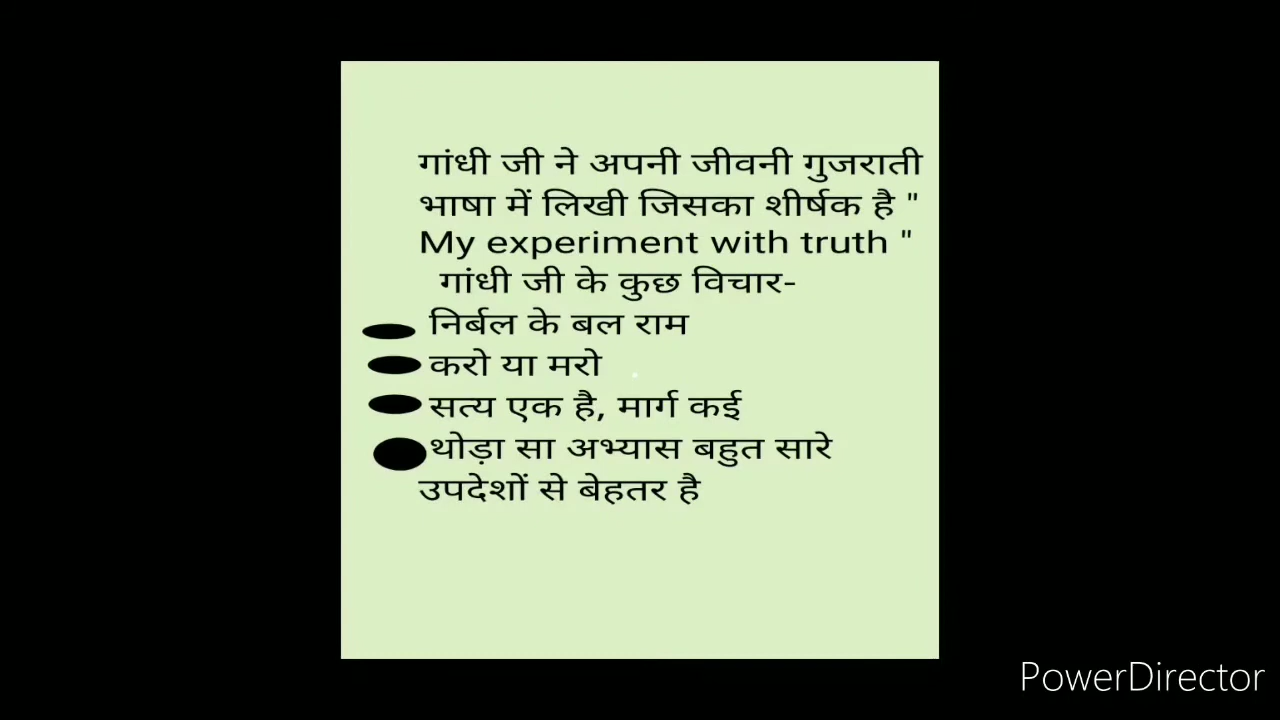 गांधी जी ने अपनी जीवनी गुजराती
भाषा में लिखी जिसका शीर्षक है "
My experiment with truth "
गांधी जी के कुछ विचार-
निर्बल के बल राम
करो या मरो
सत्य एक है, मार्ग कई
थोड़ा सा अभ्यास बहुत सारे
उपदेशों से बेहतर है
PowerDirector